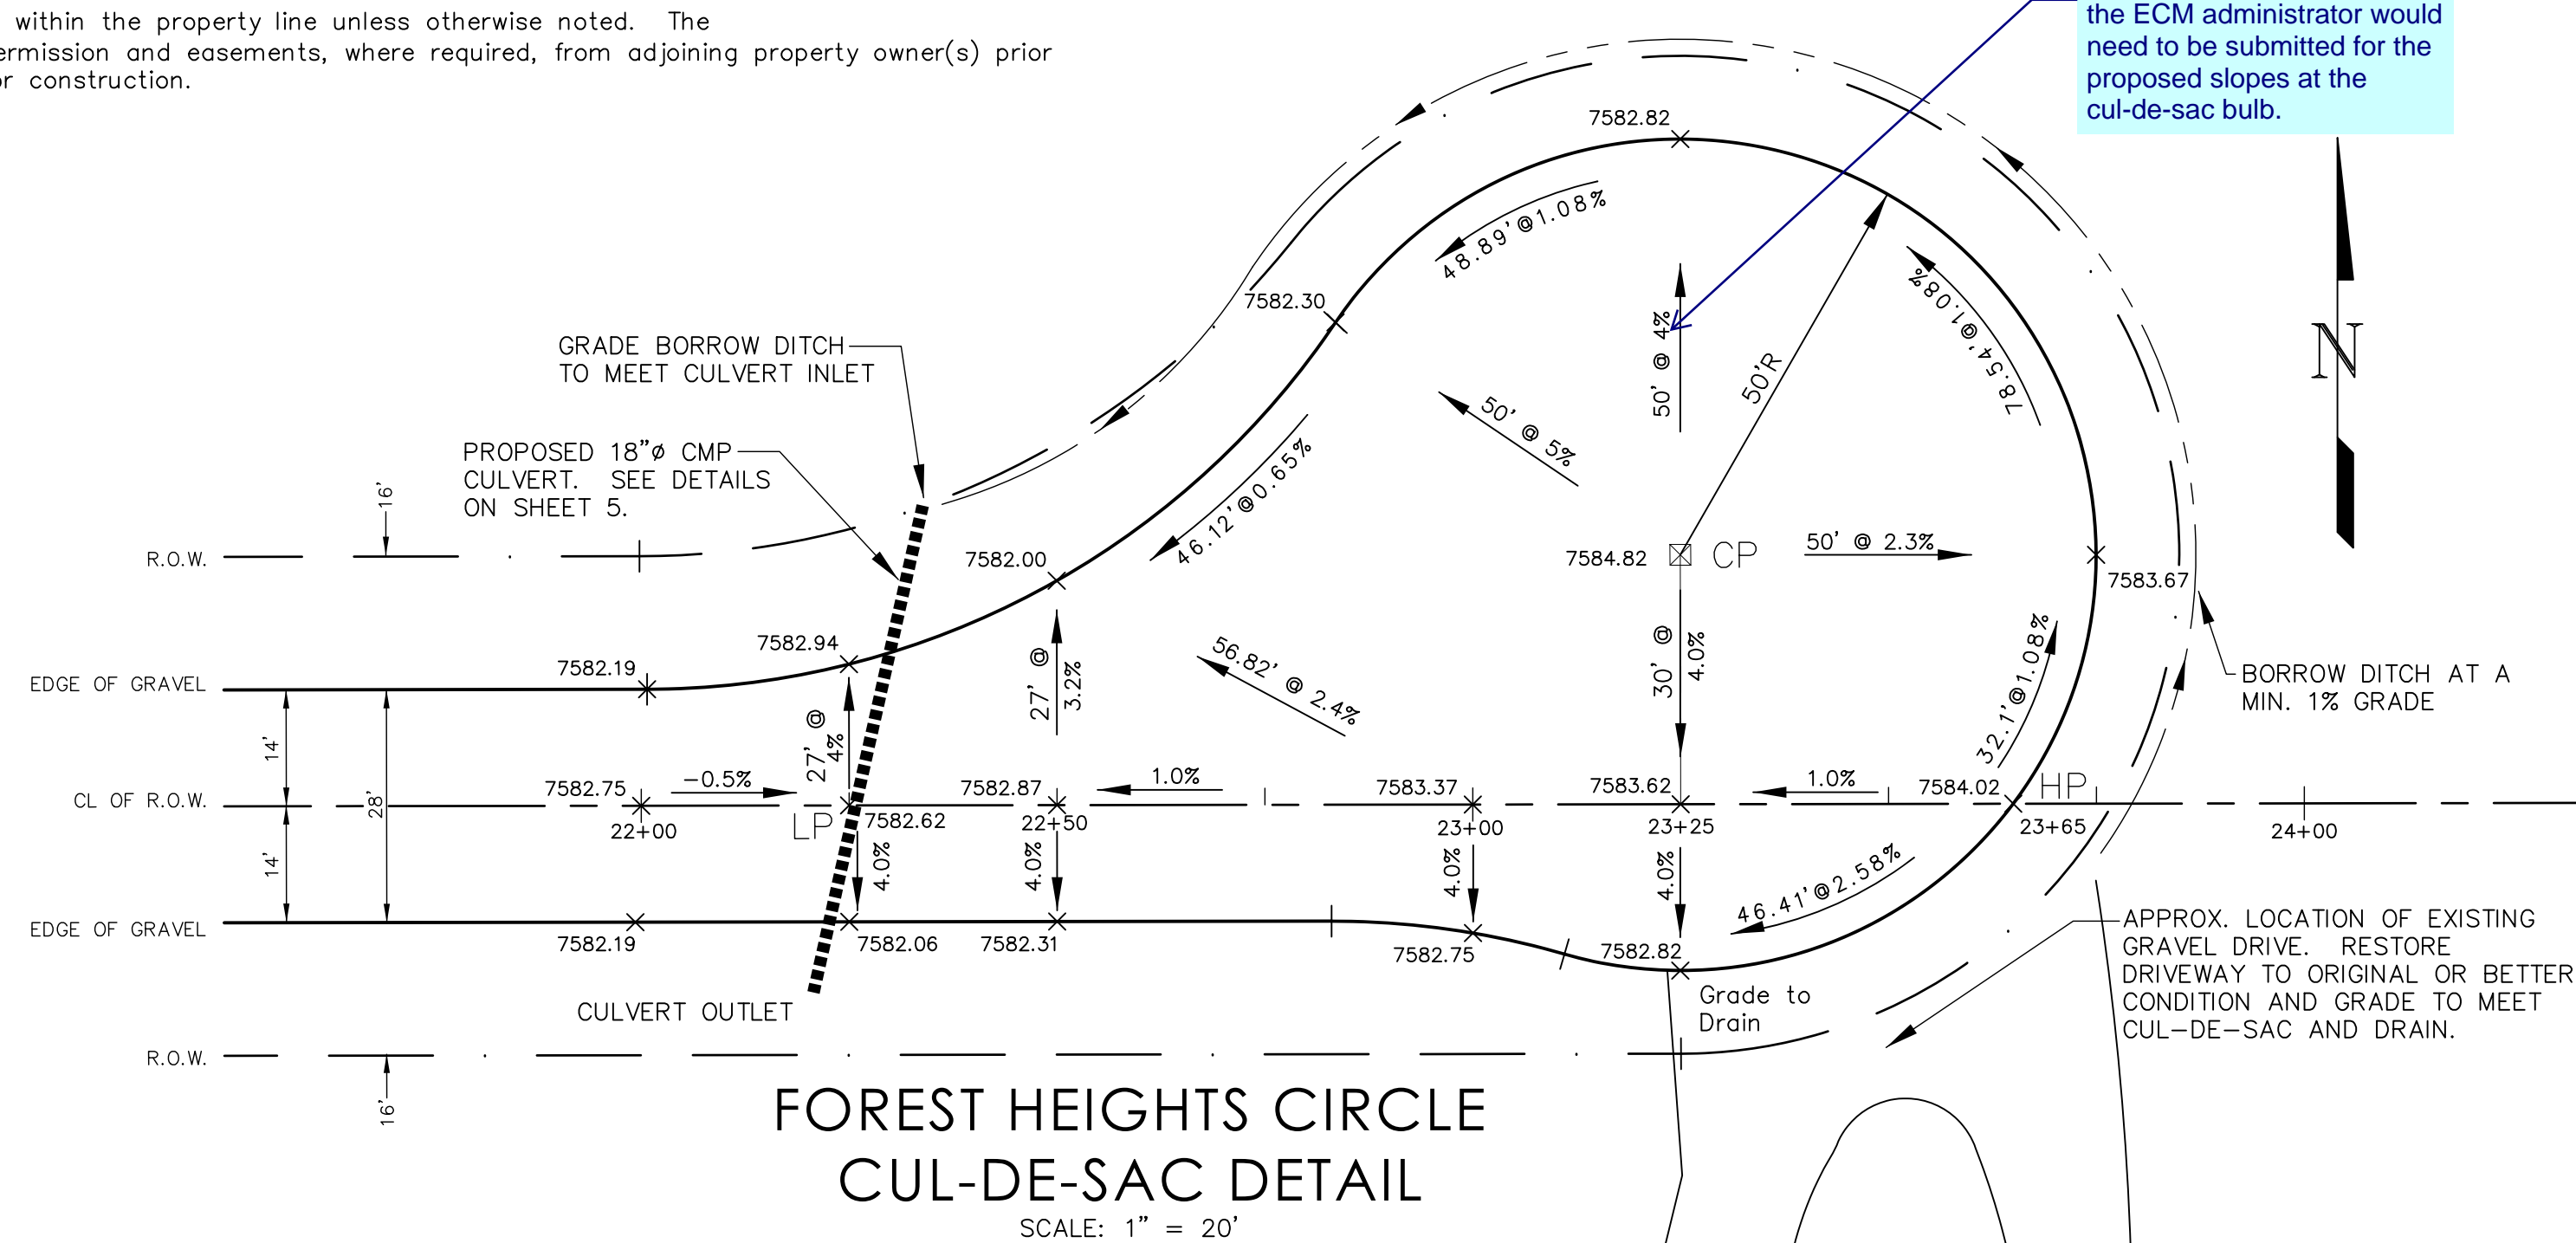 within the property line unless otherwise noted. The
ermission and easements, where required, from adjoining property owner(s) prior
or construction.
the ECM administrator would
need to be submitted for the
proposed slopes at the
cul-de-sac bulb.
7582.82
48.89'@1.08%
78.54'@1.08%
7582.30
50' @ 4%
50'R
N
GRADE BORROW DITCH
TO MEET CULVERT INLET
50' @ 5%
PROPOSED 18"ø CMP
CULVERT. SEE DETAILS
ON SHEET 5.
46.12'@0.65%
16'
R.O.W.
7582.00
7584.82
CP
50' @ 2.3%
7583.67
7582.94
7582.19
EDGE OF GRAVEL
27' @
3.2%
56.82' @ 2.4%
30' @
4.0%
32.1'@1.08%
BORROW DITCH AT A
MIN. 1% GRADE
14'
28'
27' @
4%
CL OF R.O.W.
7582.75
-0.5%
7582.87
1.0%
7583.37
7583.62
1.0%
7584.02
HP
22+00
LP
7582.62
22+50
23+00
23+25
23+65
24+00
14'
4.0%
4.0%
4.0%
4.0%
46.41'@2.58%
EDGE OF GRAVEL
7582.19
7582.06
7582.31
7582.75
7582.82
APPROX. LOCATION OF EXISTING
GRAVEL DRIVE. RESTORE
DRIVEWAY TO ORIGINAL OR BETTER
CONDITION AND GRADE TO MEET
CUL-DE-SAC AND DRAIN.
Grade to
Drain
CULVERT OUTLET
R.O.W.
16'
FOREST HEIGHTS CIRCLE
CUL-DE-SAC DETAIL
SCALE: 1" = 20'